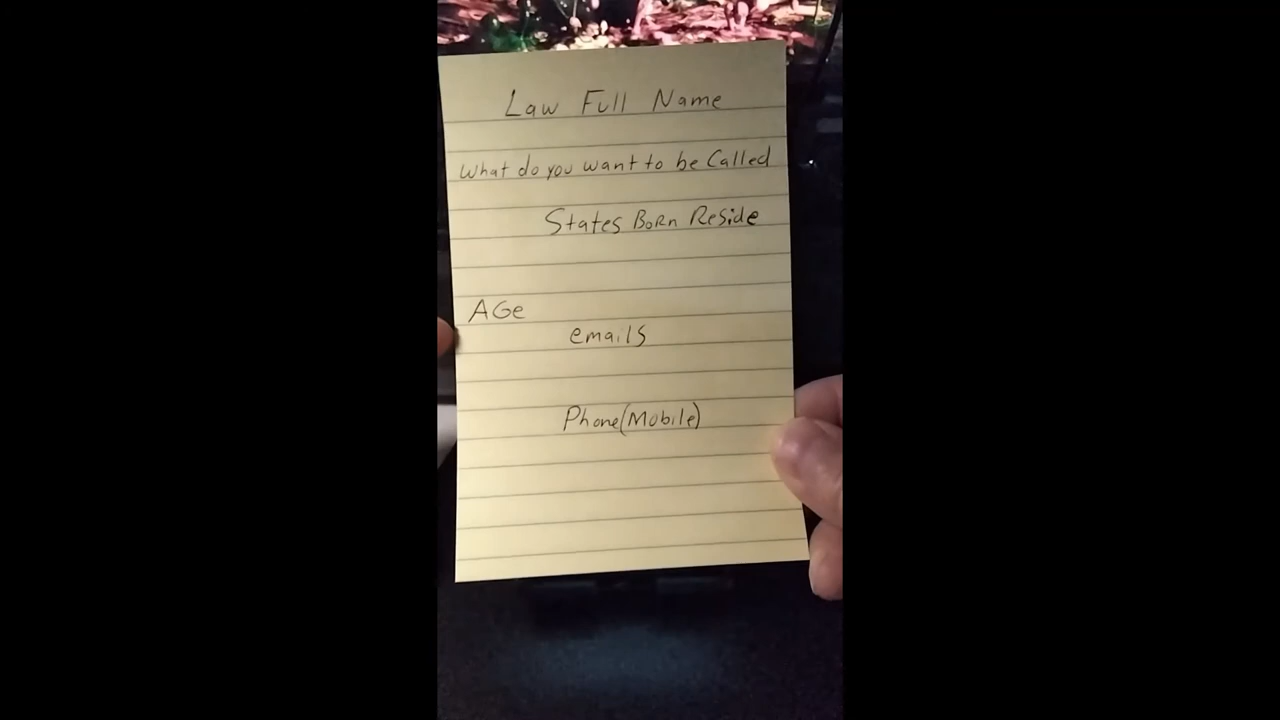 Law Full Name
What do you want to be Called
States Born Reside
AGe
emails
Phone(Mobile)